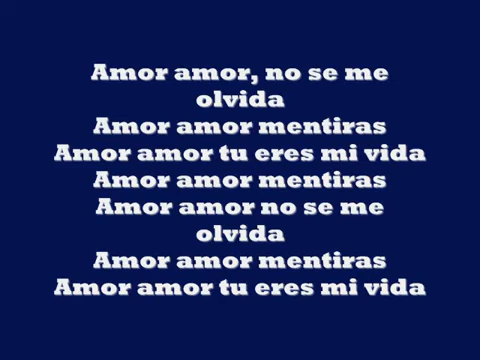 Amor amor, no se me
olvida
Amor amor mentiras
Amor amor tu eres mi vida
Amor amor mentiras
Amor amor no se me
olvida
Amor amor mentiras
Amor amor tu eres mi vida